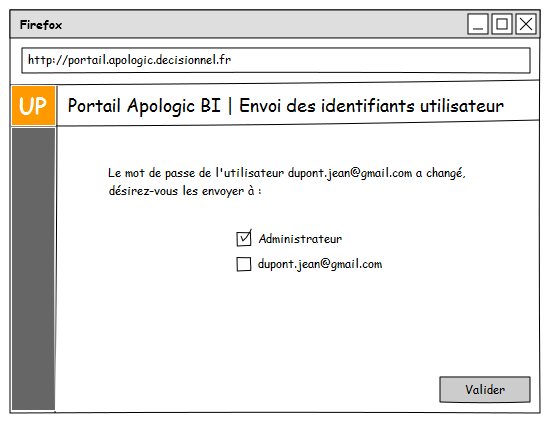 Firefox
http://portail.apologic.decisionnel.fr
UP
Portail Apologic BI | Envoi des identifiants utilisateur
Le mot de passe de l'utilisateur dupont.jean@gmail.com a changé,
désirez-vous les envoyer à :
Administrateur
dupont.jean@gmail.com
Valider